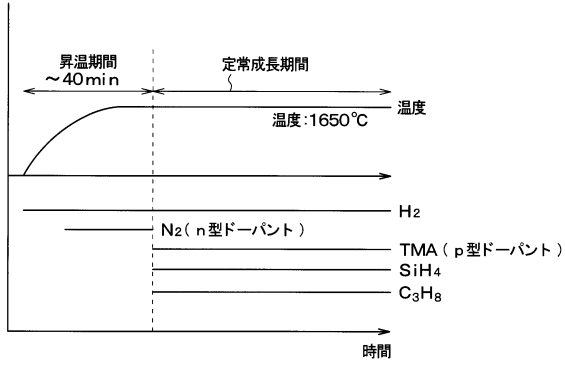 昇温期間
～40min
定常成長期間
温度
温度：1650℃
H2
N2（n型ドーパント）
TMA（p型ドーパント）
SiH4
C3H8
時間